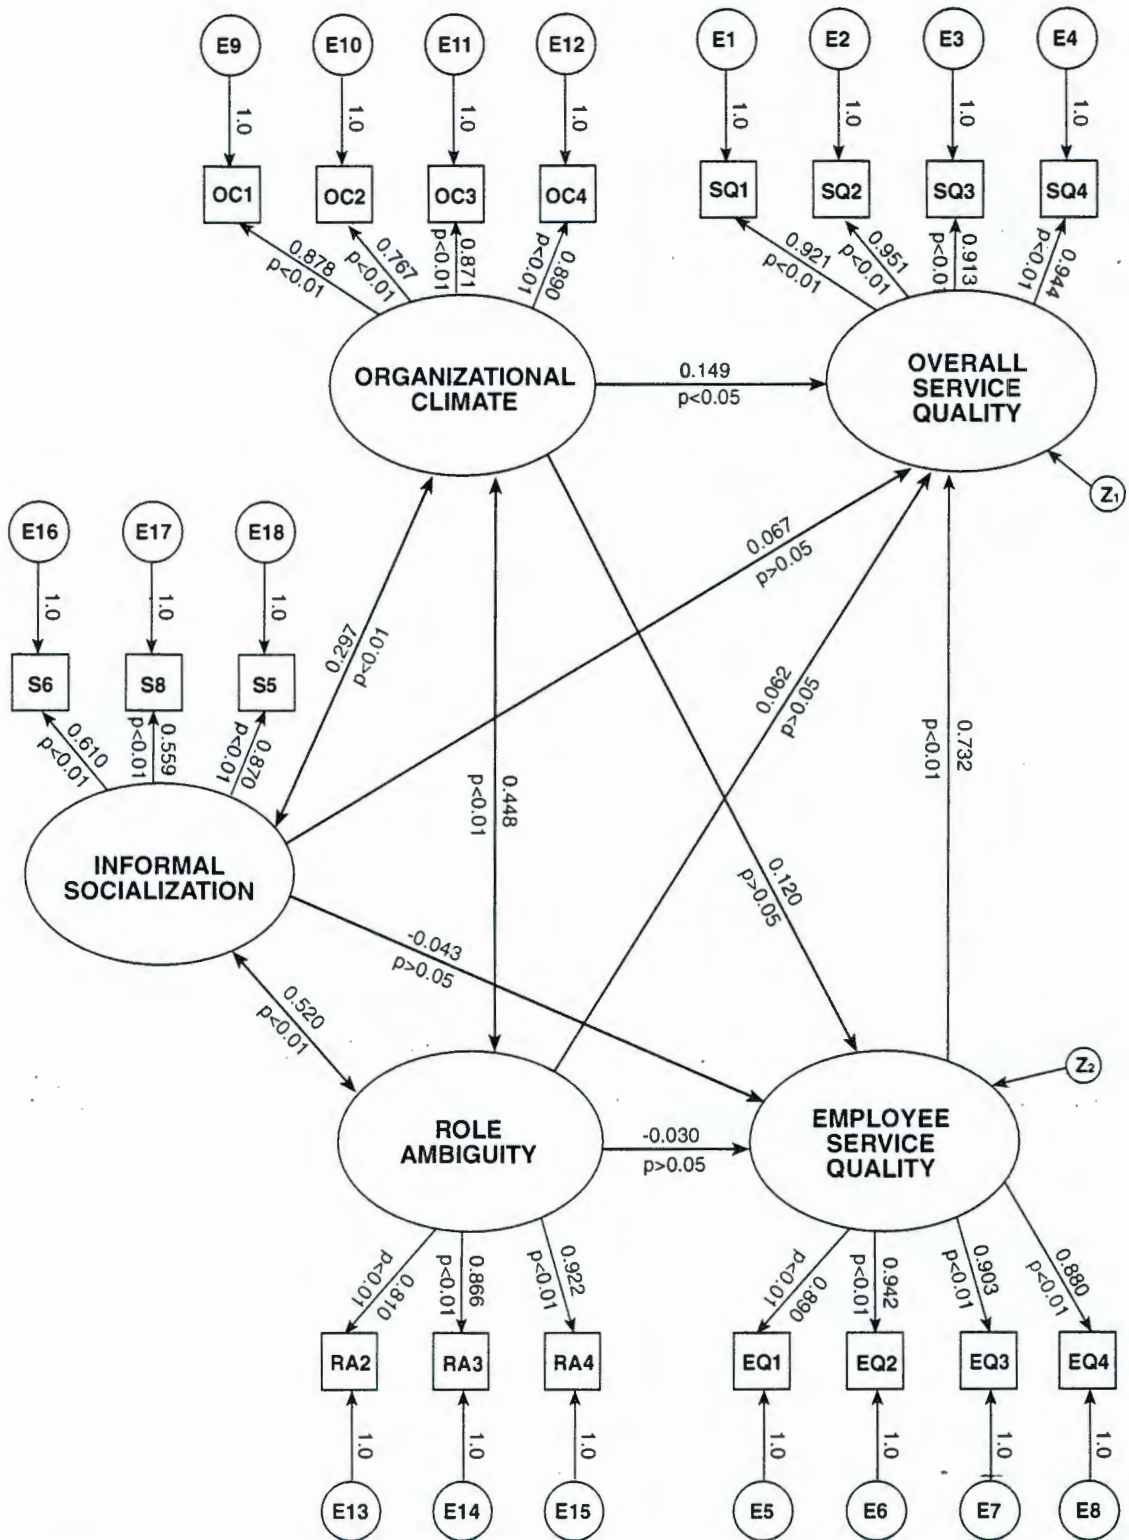 E9 E10 E11 E12 E1 E2 E3 E4
1.0 1.0 1.0 1.0 1.0 1.0 1.0 1.0
OC1 OC2 OC3 OC4 SQ1 SQ2 SQ3 SQ4
0.878 0.767 0.871 0.890 0.921 0.951 0.913 0.944
p<0.01 p<0.01 p<0.01 p<0.01 p<0.01 p<0.01 p<0.01 p<0.01
ORGANIZATIONAL
CLIMATE
0.149
p<0.05
OVERALL
SERVICE
QUALITY
Z1
E16 E17 E18
1.0 1.0 1.0
S6 S8 S5
0.610 0.559 0.870
p<0.01 p<0.01 p<0.01
0.297
p<0.01
0.067
p>0.05
0.062
p>0.05
0.448
p<0.01
0.732
p<0.01
0.120
p>0.05
INFORMAL
SOCIALIZATION
-0.043
p>0.05
0.520
p<0.01
Z2
ROLE
AMBIGUITY
-0.030
p>0.05
EMPLOYEE
SERVICE
QUALITY
0.810 0.866 0.922 0.890 0.942 0.903 0.880
p<0.01 p<0.01 p<0.01 p<0.01 p<0.01 p<0.01 p<0.01
RA2 RA3 RA4 EQ1 EQ2 EQ3 EQ4
1.0 1.0 1.0 1.0 1.0 1.0 1.0
E13 E14 E15 E5 E6 E7 E8